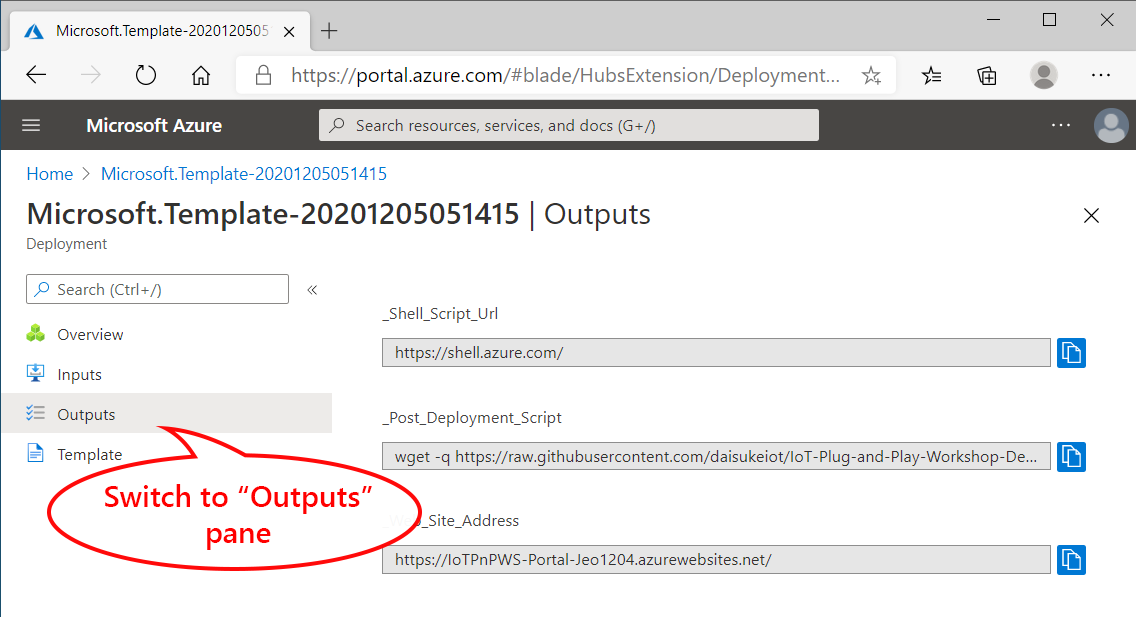 Microsoft.Template-2020120505
https://portal.azure.com/#blade/HubsExtension/Deployment...
Microsoft Azure
Search resources, services, and docs (G+/)
Home > Microsoft.Template-20201205051415
Microsoft.Template-20201205051415 | Outputs
Deployment
Search (Ctrl+/)
«
Overview
Inputs
Outputs
Template
_Shell_Script_Url
https://shell.azure.com/
_Post_Deployment_Script
wget -q https://raw.githubusercontent.com/daisukeiot/IoT-Plug-and-Play-Workshop-De...
_Site_Address
https://IoTPnPWS-Portal-Jeo1204.azurewebsites.net/
Switch to “Outputs”
pane